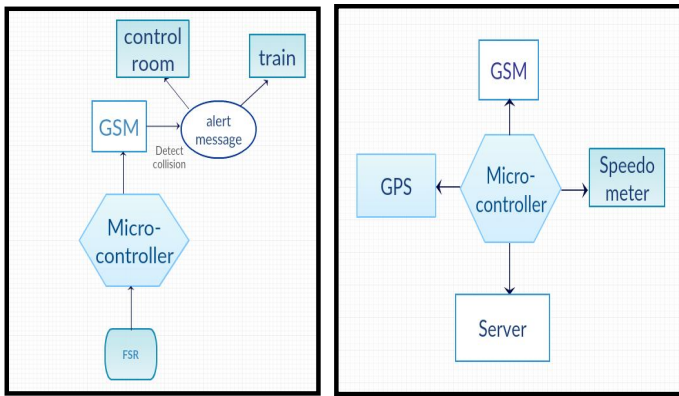 control
room
train
GSM
alert
message
Detect
collision
Micro-
controller
FSR
GSM
GPS
Micro-
controller
Speedo
meter
Server